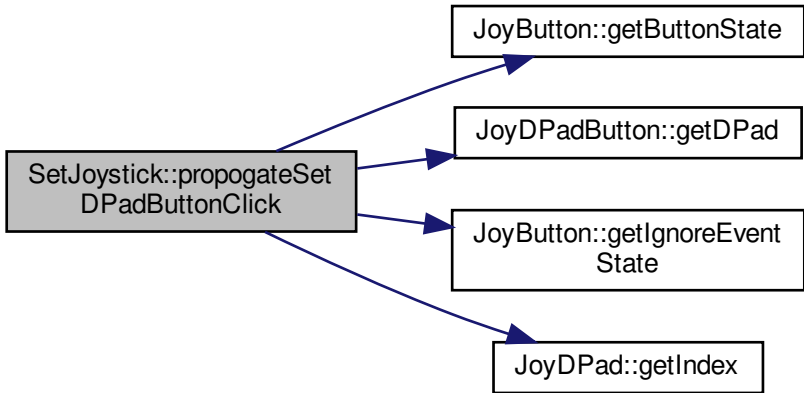 JoyButton::getButtonState
JoyDPadButton::getDPad
SetJoystick::propogateSet
DPadButtonClick
JoyButton::getIgnoreEvent
State
JoyDPad::getIndex